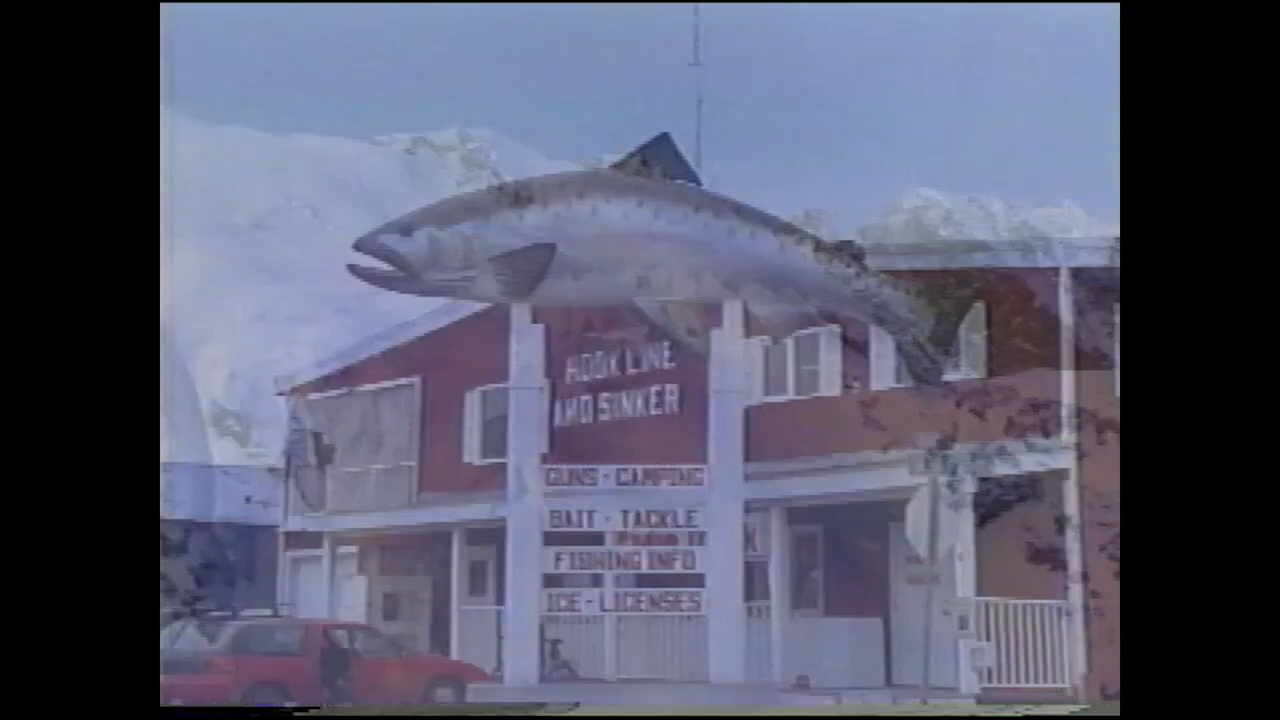 HOOK LINE
AND SINKER
GUNS - CAMPING
BAIT - TACKLE
FISHING INFO
ICE - LICENSES